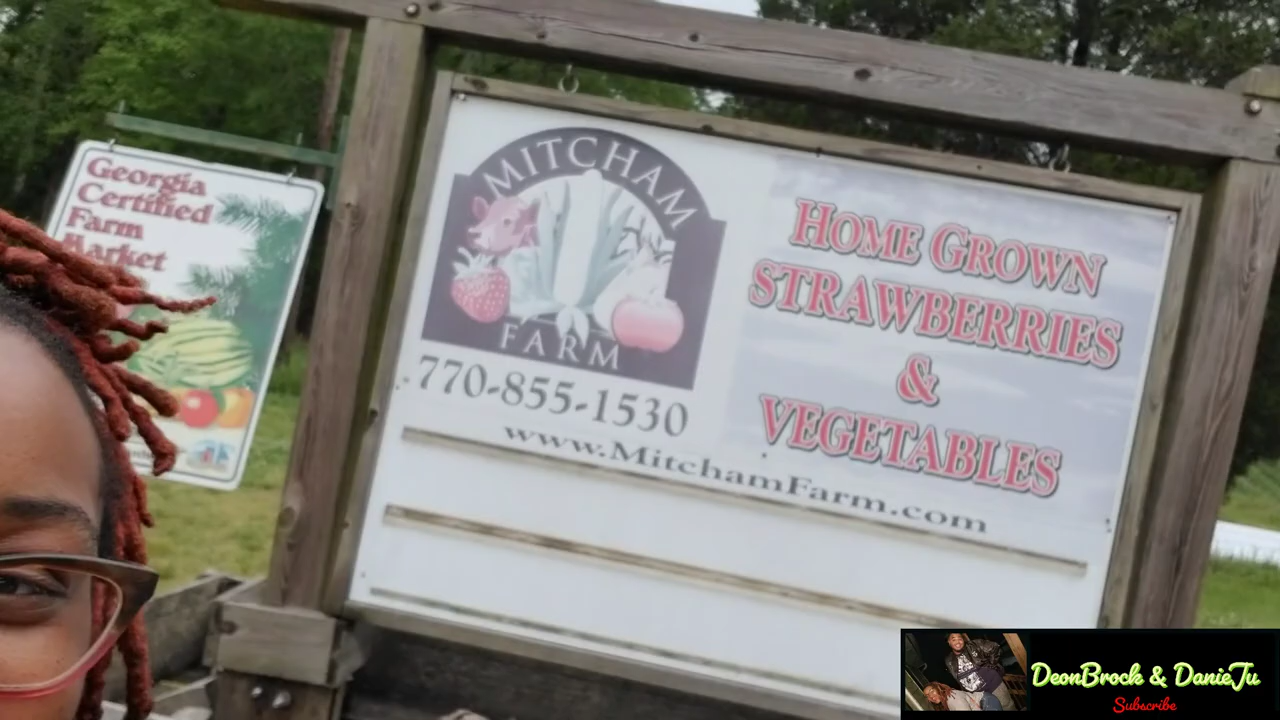 Georgia
Certified
Farm
Market
MITCHAM
FARM
770-855-1530
www.MitchamFarm.com
HOME GROWN
STRAWBERRIES
&
VEGETABLES
DeonBrock & DanieJu
Subscribe